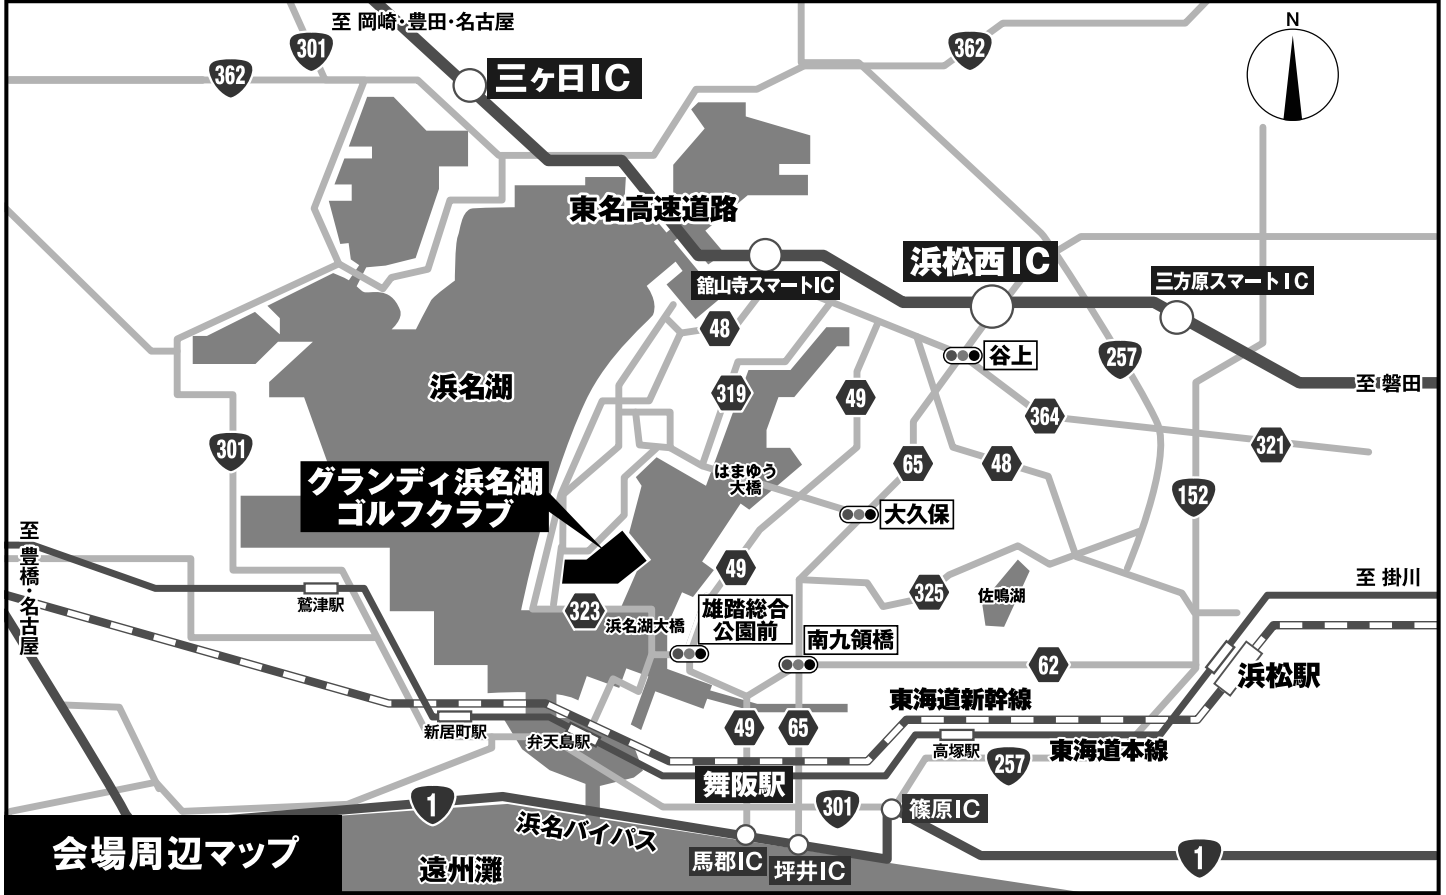 至 岡崎・豊田・名古屋
301
362
362
N
三ヶ日IC
東名高速道路
浜松西IC
舘山寺スマートIC
三方原スマートIC
48
谷上
257
至 磐田
浜名湖
319
49
364
321
301
65
48
はまゆう
大橋
152
グランディ浜名湖
ゴルフクラブ
大久保
至 豊橋・名古屋
49
至 掛川
鷲津駅
323
325
佐鳴湖
雄踏総合
公園前
浜名湖大橋
南九領橋
62
浜松駅
東海道新幹線
新居町駅
弁天島駅
49
65
高塚駅
東海道本線
257
舞阪駅
1
301
篠原IC
浜名バイパス
会場周辺マップ
遠州灘
馬郡IC
坪井IC
1